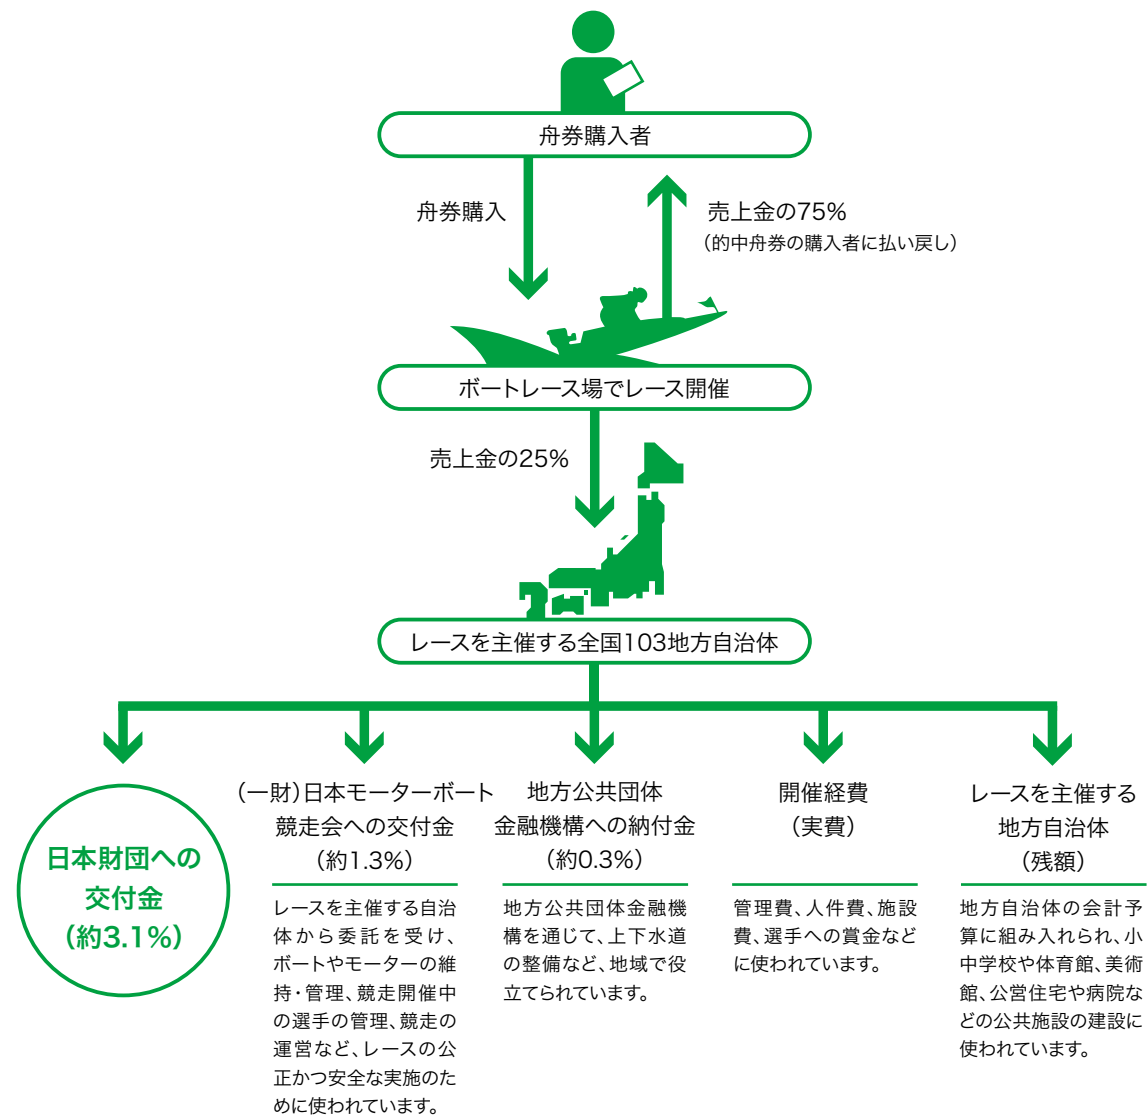 舟券購入者
舟券購入
売上金の75%
（的中舟券の購入者に払い戻し）
ボートレース場でレース開催
売上金の25%
レースを主催する全国103地方自治体
日本財団への
交付金
（約3.1%）
（一財）日本モーターボート
競走会への交付金
（約1.3%）
レースを主催する自治
体から委託を受け、
ボートやモーターの維
持・管理、競走開催中
の選手の管理、競走の
運営など、レースの公
正かつ安全な実施のた
めに使われています。
地方公共団体
金融機構への納付金
（約0.3%）
地方公共団体金融機
構を通じて、上下水道
の整備など、地域で役
立てられています。
開催経費
（実費）
管理費、人件費、施設
費、選手への賞金など
に使われています。
レースを主催する
地方自治体
（残額）
地方自治体の会計予
算に組み入れられ、小
中学校や体育館、美術
館、公営住宅や病院な
どの公共施設の建設に
使われています。